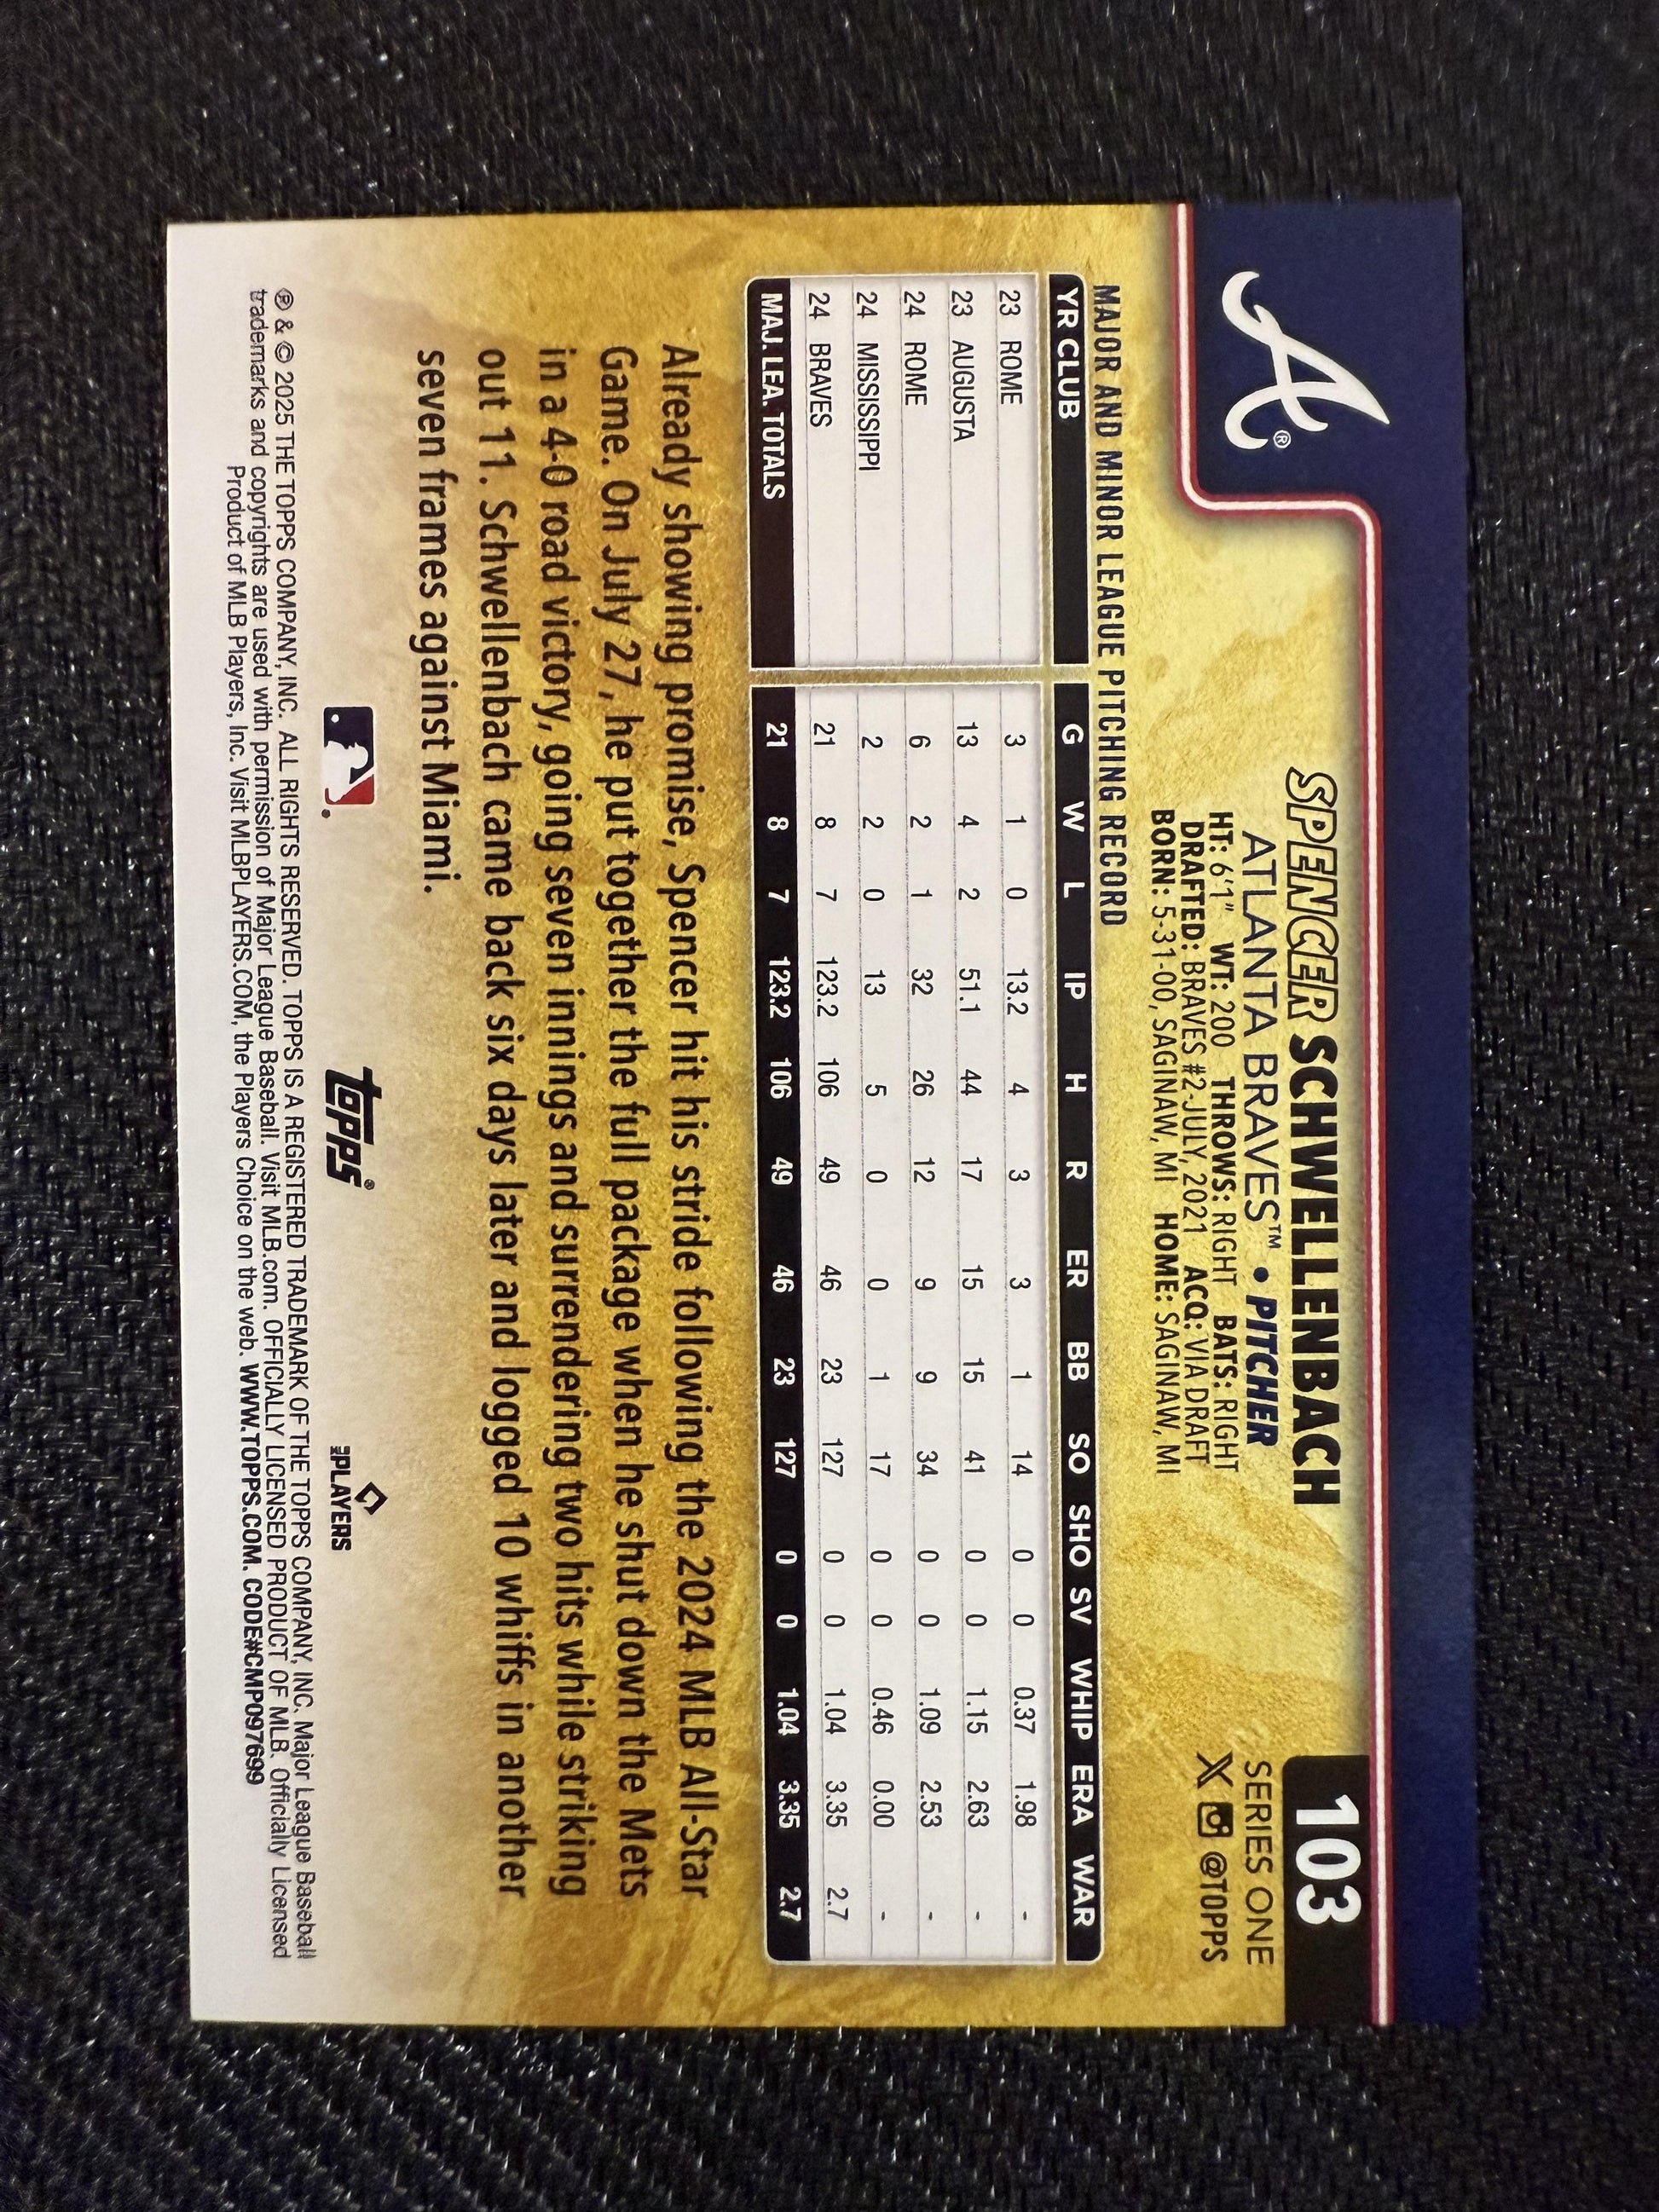 A®
103
SPENCER SCHWELLENBACH
SERIES ONE
ATLANTA BRAVES™ • PITCHER
X @TOPPS
HT: 6'1" WT: 200 THROWS: RIGHT BATS: RIGHT
DRAFTED: BRAVES #2-JULY, 2021 ACQ: VIA DRAFT
BORN: 5-31-00, SAGINAW, MI HOME: SAGINAW, MI
MAJOR AND MINOR LEAGUE PITCHING RECORD
YR CLUB G W L IP H R ER BB SO SHO SV WHIP ERA WAR
23 ROME 3 1 0 13.2 4 3 3 1 14 0 0 0.37 1.98 -
23 AUGUSTA 13 4 2 51.1 44 17 15 15 41 0 0 1.15 2.63 -
24 ROME 6 2 1 32 26 12 9 9 34 0 0 1.09 2.53 -
24 MISSISSIPPI 2 2 0 13 5 0 0 1 17 0 0 0.46 0.00 -
24 BRAVES 21 8 7 123.2 106 49 46 23 127 0 0 1.04 3.35 2.7
MAJ. LEA. TOTALS 21 8 7 123.2 106 49 46 23 127 0 0 1.04 3.35 2.7
Already showing promise, Spencer hit his stride following the 2024 MLB All-Star
Game. On July 27, he put together the full package when he shut down the Mets
in a 4-0 road victory, going seven innings and surrendering two hits while striking
out 11. Schwellenbach came back six days later and logged 10 whiffs in another
seven frames against Miami.
topps®
MLB PLAYERS
® & © 2025 THE TOPPS COMPANY, INC. ALL RIGHTS RESERVED. TOPPS IS A REGISTERED TRADEMARK OF THE TOPPS COMPANY, INC. Major League Baseball
trademarks and copyrights are used with permission of Major League Baseball. Visit MLB.com. OFFICIALLY LICENSED PRODUCT OF MLB. Officially Licensed
Product of MLB Players, Inc. Visit MLBPLAYERS.COM, the Players Choice on the web. WWW.TOPPS.COM. CODE#CMP097699